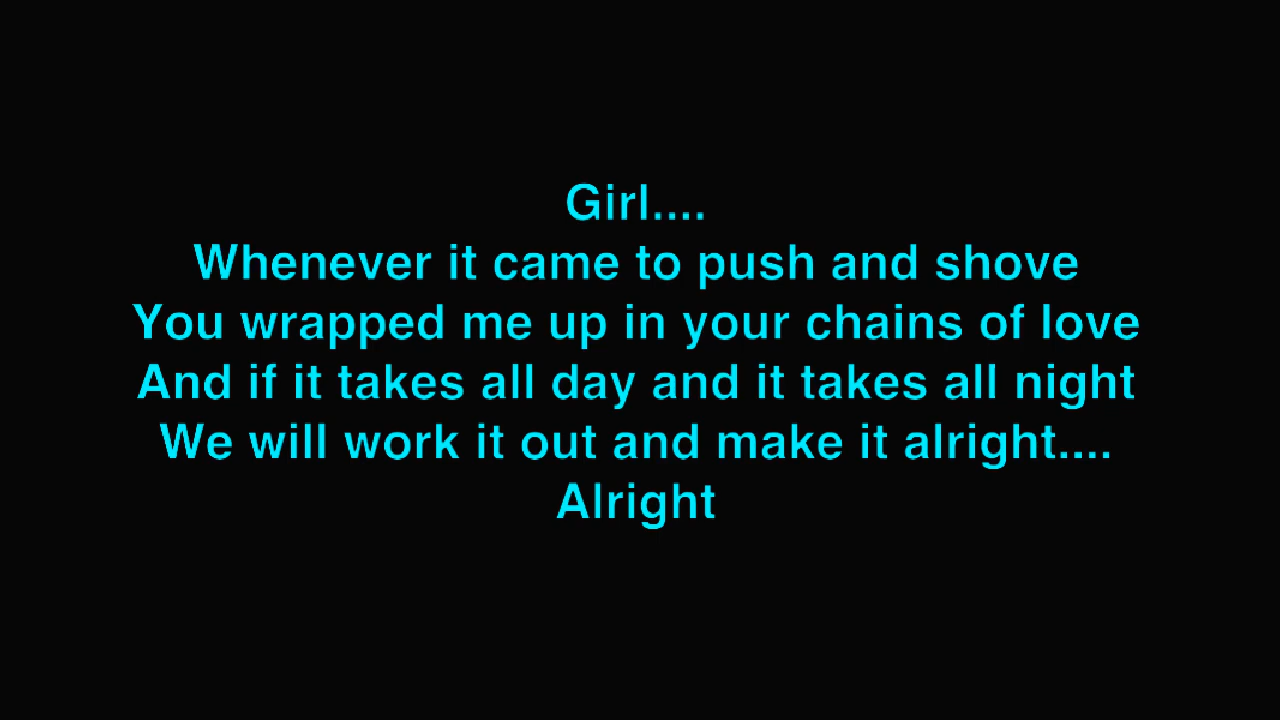 Girl....
Whenever it came to push and shove
You wrapped me up in your chains of love
And if it takes all day and it takes all night
We will work it out and make it alright....
Alright